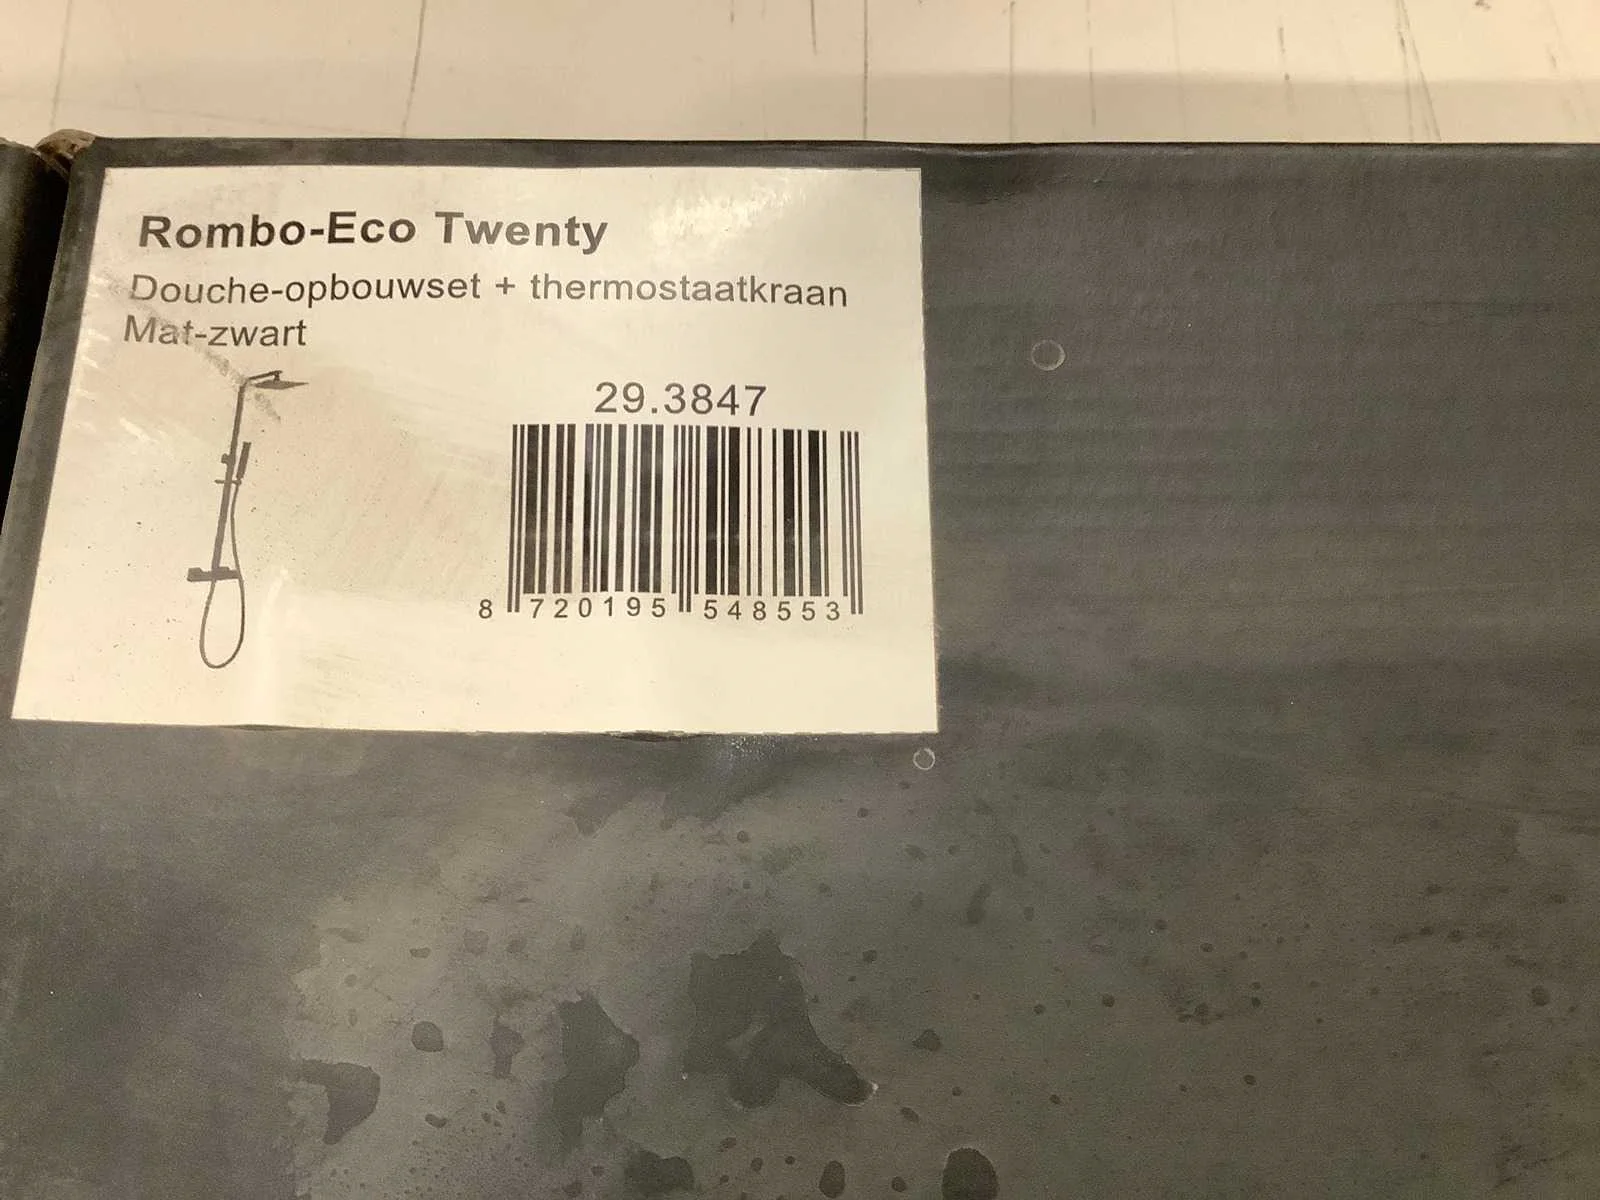 Rombo-Eco Twenty
Douche-opbouwset + thermostaatkraan
Mat-zwart
29.3847
8 720195 548553